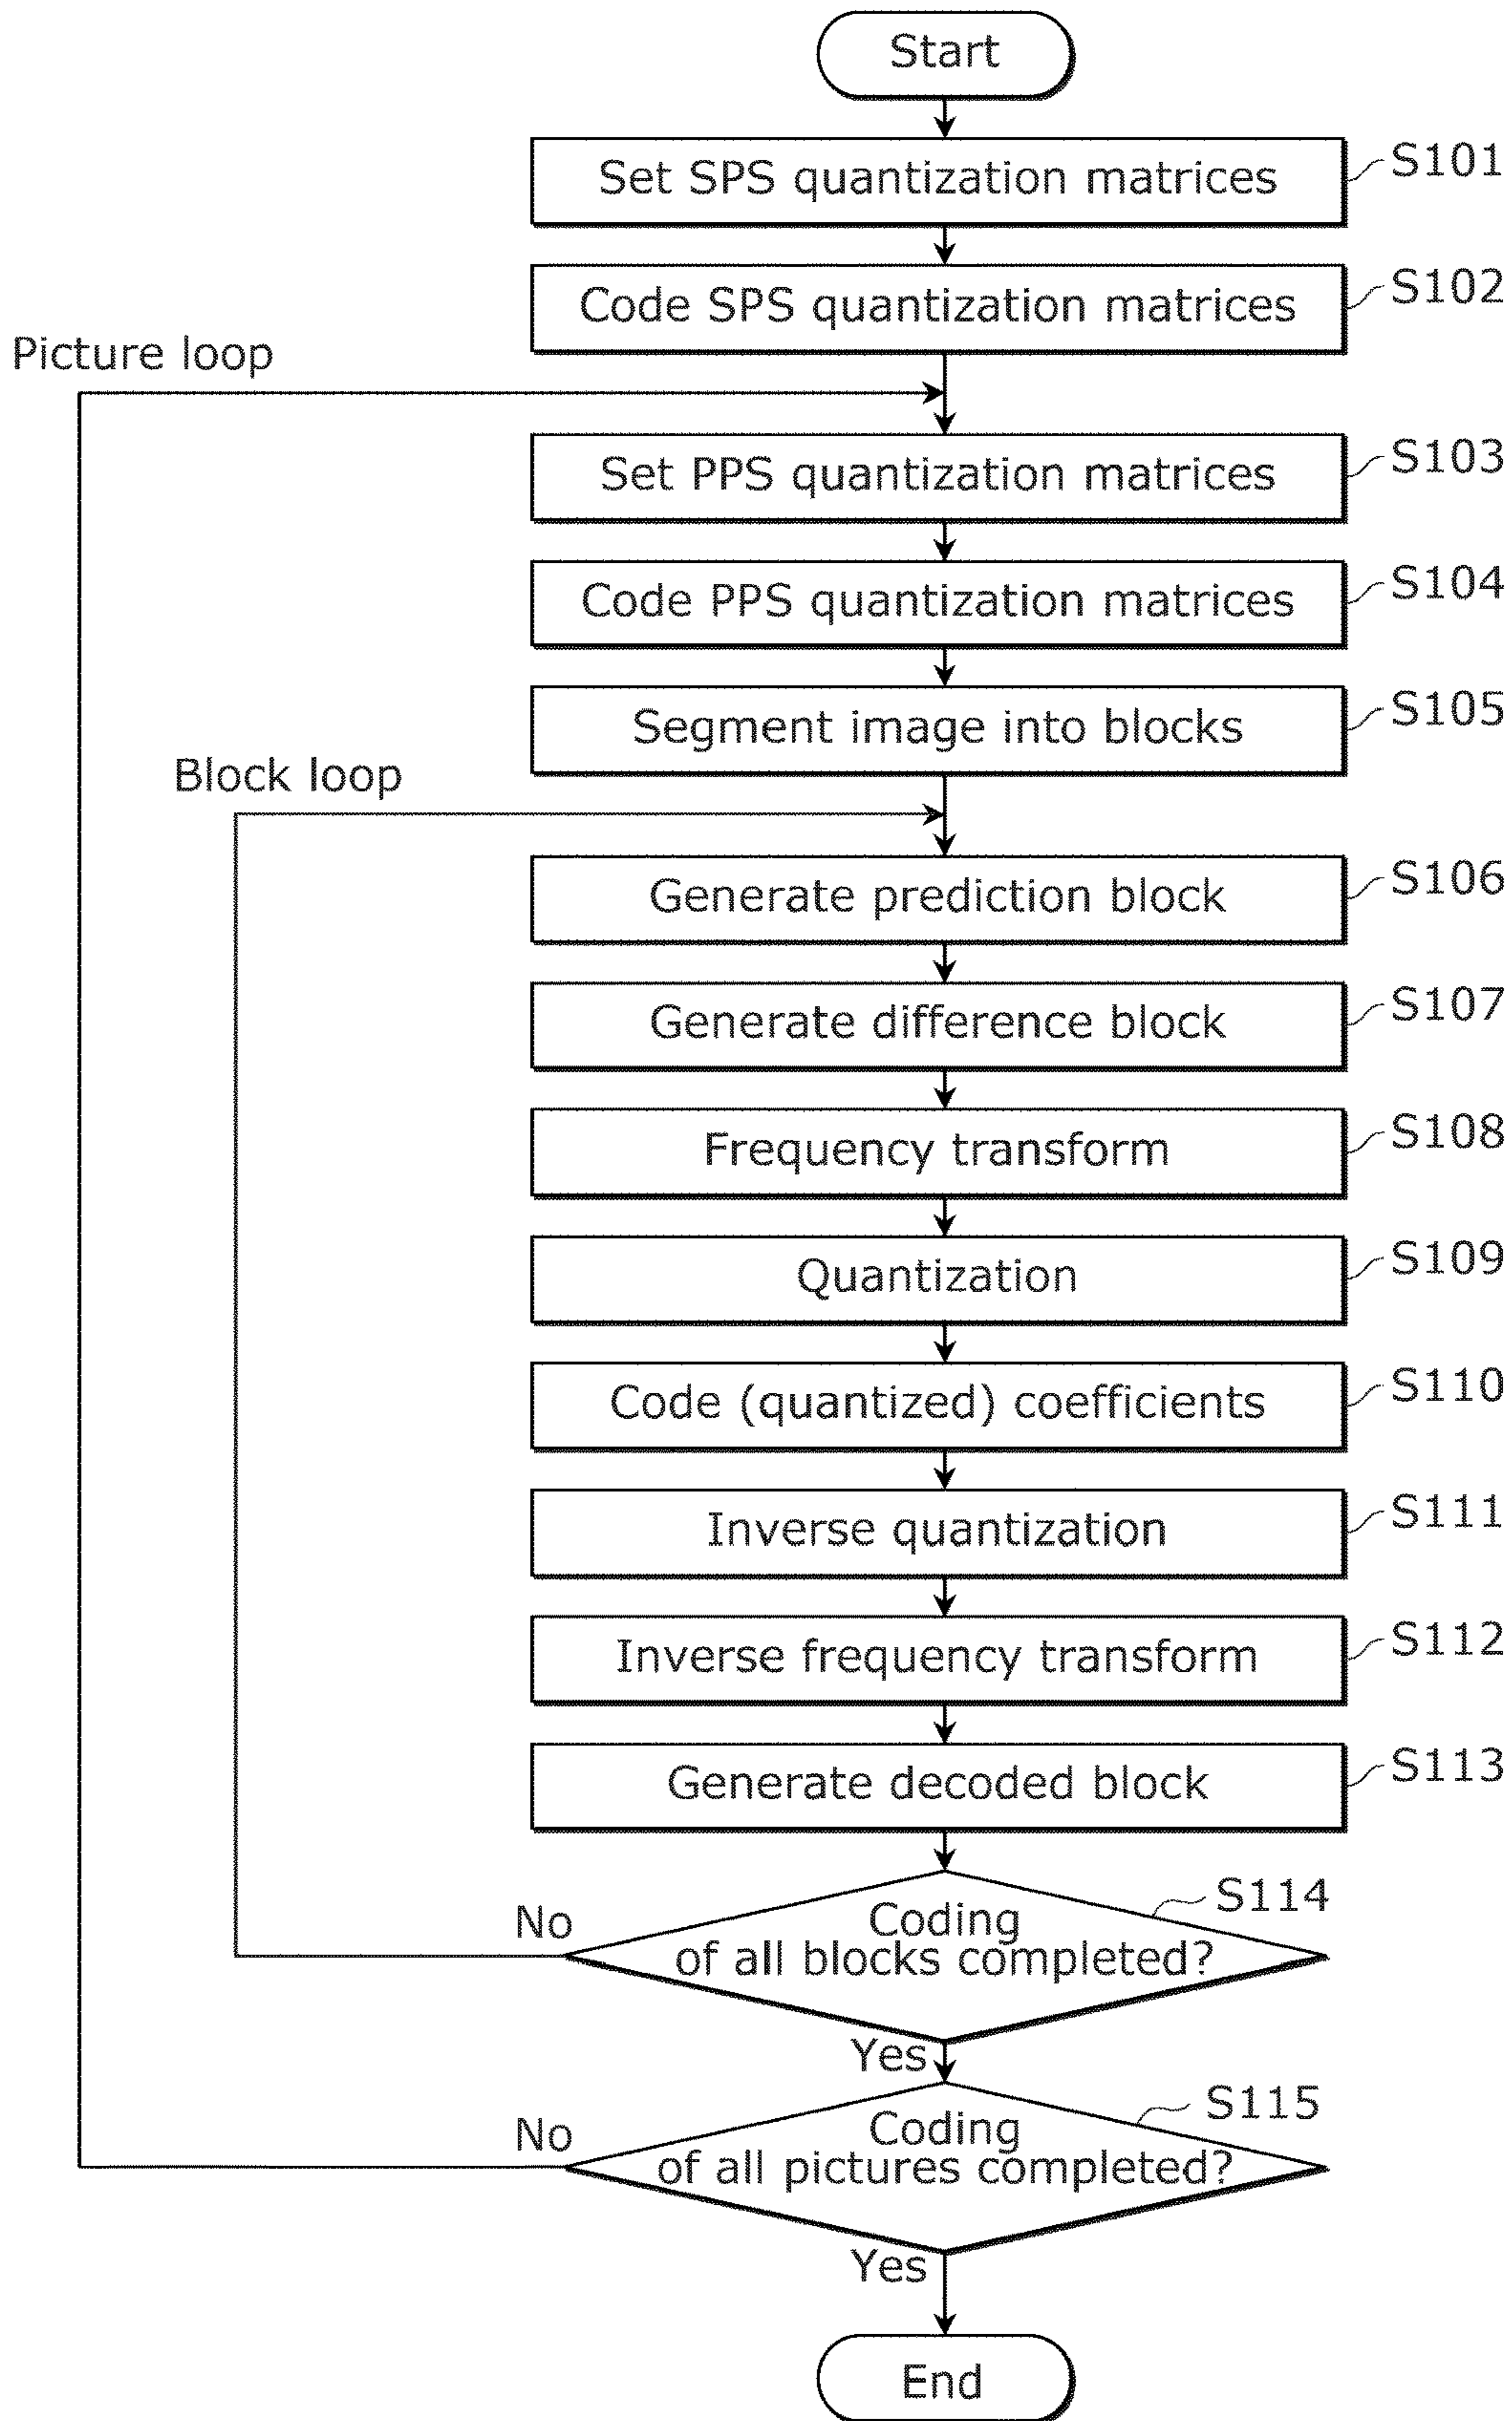 Start
Set SPS quantization matrices
S101
Code SPS quantization matrices
S102
Picture loop
Set PPS quantization matrices
S103
Code PPS quantization matrices
S104
Segment image into blocks
S105
Block loop
Generate prediction block
S106
Generate difference block
S107
Frequency transform
S108
Quantization
S109
Code (quantized) coefficients
S110
Inverse quantization
S111
Inverse frequency transform
S112
Generate decoded block
S113
S114
No
Coding
of all blocks completed?
Yes
S115
No
Coding
of all pictures completed?
Yes
End